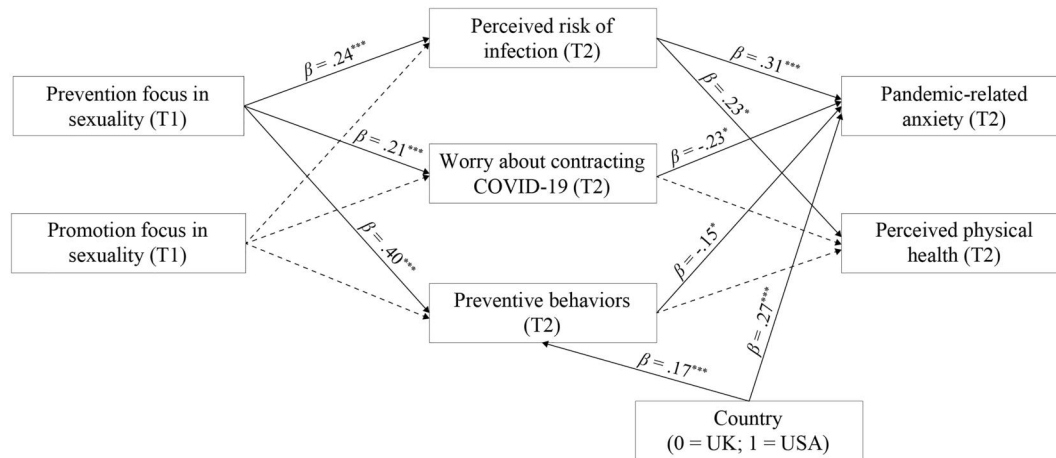 Perceived risk of
infection (T2)
β = .24***
β = .31***
Prevention focus in
sexuality (T1)
β = .23*
Pandemic-related
anxiety (T2)
β = .21***
β = -.23*
Worry about contracting
COVID-19 (T2)
Promotion focus in
sexuality (T1)
β = .40***
β = -.15*
Perceived physical
health (T2)
Preventive behaviors
(T2)
β = .27***
β = .17***
Country
(0 = UK; 1 = USA)